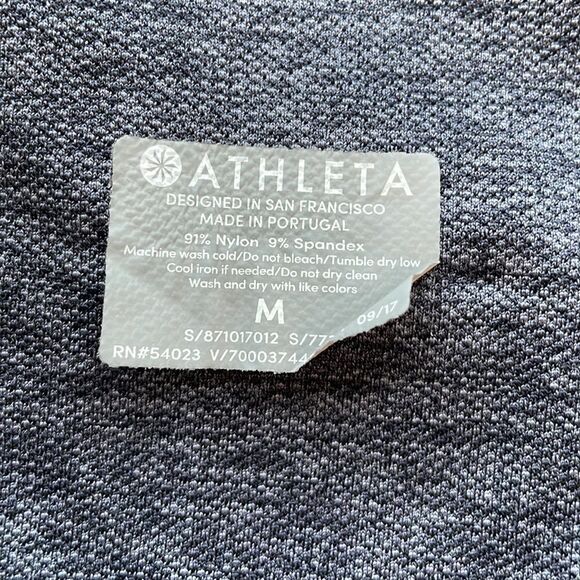 ATHLETA
DESIGNED IN SAN FRANCISCO
MADE IN PORTUGAL
91% Nylon 9% Spandex
Machine wash cold/Do not bleach/Tumble dry low
Cool iron if needed/Do not dry clean
Wash and dry with like colors
M
S/871017012 09/17
RN#54023